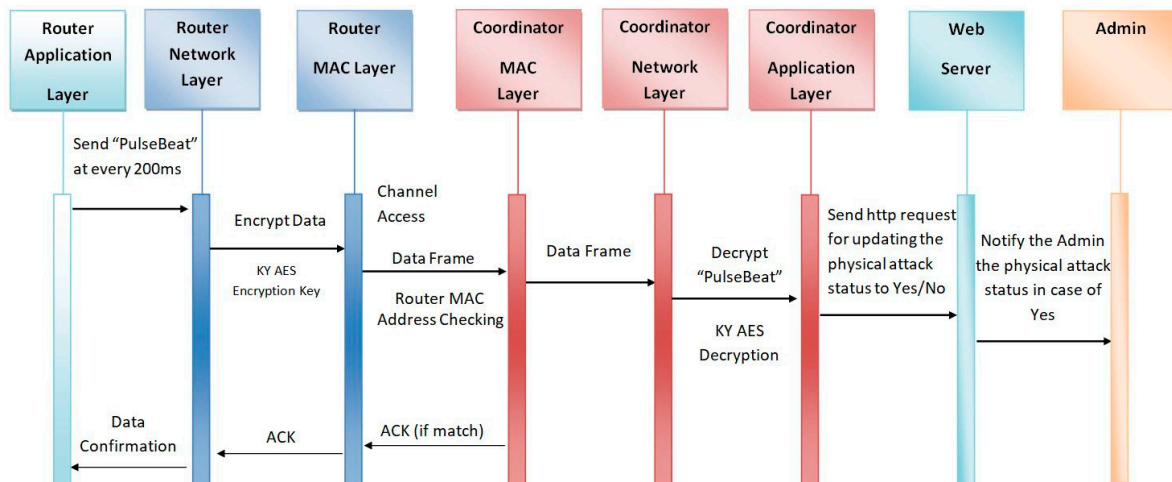 Router
Application
Layer
Router
Network
Layer
Router
MAC Layer
Coordinator
MAC
Layer
Coordinator
Network
Layer
Coordinator
Application
Layer
Web
Server
Admin
Send “PulseBeat”
at every 200ms
Encrypt Data
KY AES
Encryption Key
Channel
Access
Data Frame
Router MAC
Address Checking
Data Frame
Decrypt
“PulseBeat”
KY AES
Decryption
Send http request
for updating the
physical attack
status to Yes/No
Notify the Admin
the physical attack
status in case of
Yes
Data
Confirmation
ACK
ACK (if match)